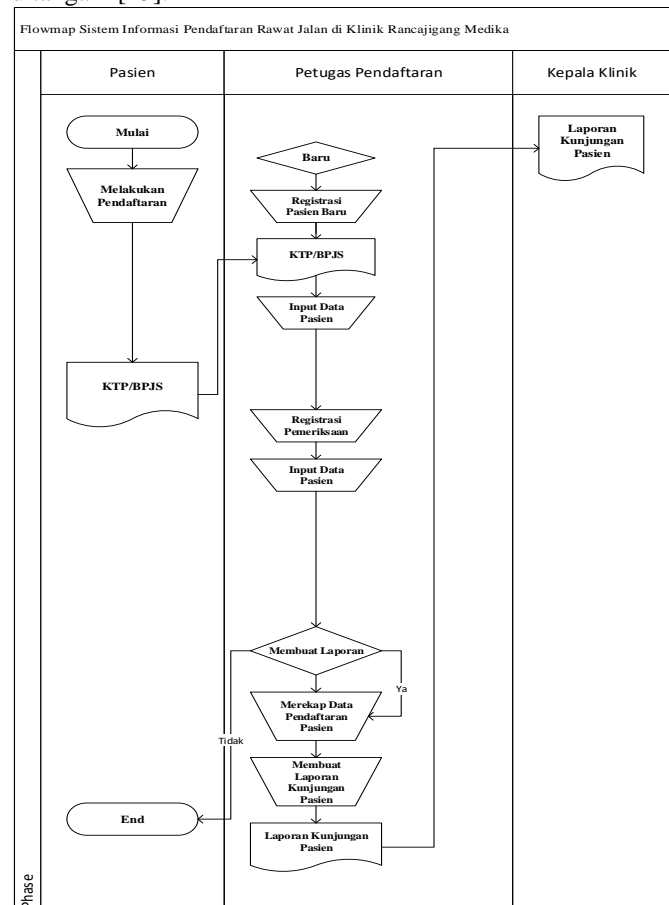 Flowmap Sistem Informasi Pendaftaran Rawat Jalan di Klinik Rancajigang Medika
Pasien
Petugas Pendaftaran
Kepala Klinik
Mulai
Melakukan
Pendaftaran
KTP/BPJS
End
Baru
Registrasi
Pasien Baru
KTP/BPJS
Input Data
Pasien
Registrasi
Pemeriksaan
Input Data
Pasien
Membuat Laporan
Ya
Tidak
Merekap Data
Pendaftaran
Pasien
Membuat
Laporan
Kunjungan
Pasien
Laporan Kunjungan
Pasien
Laporan
Kunjungan
Pasien
Phase